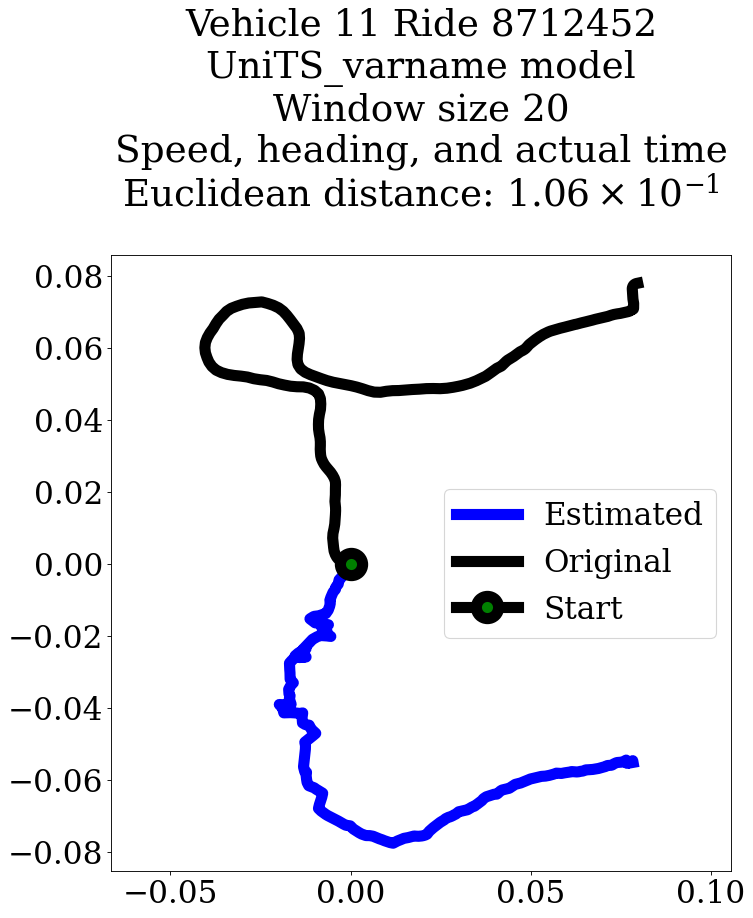 Vehicle 11 Ride 8712452
UniTS_varname model
Window size 20
Speed, heading, and actual time
Euclidean distance: 1.06 × 10⁻¹
0.08
0.06
0.04
0.02
0.00
−0.02
−0.04
−0.06
−0.08
Estimated
Original
Start
−0.05 0.00 0.05 0.10